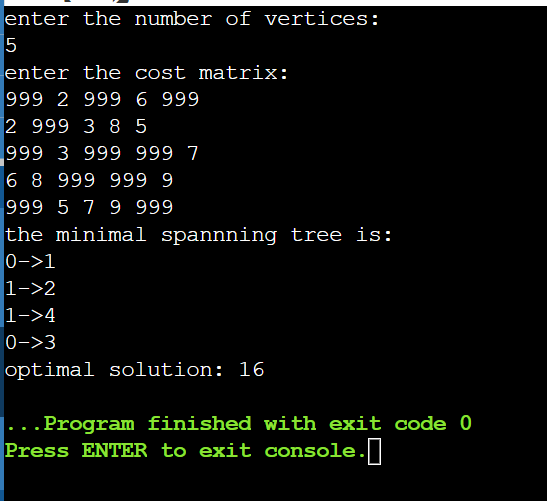 enter the number of vertices:
5
enter the cost matrix:
999 2 999 6 999
2 999 3 8 5
999 3 999 999 7
6 8 999 999 9
999 5 7 9 999
the minimal spannning tree is:
0->1
1->2
1->4
0->3
optimal solution: 16
...Program finished with exit code 0
Press ENTER to exit console.